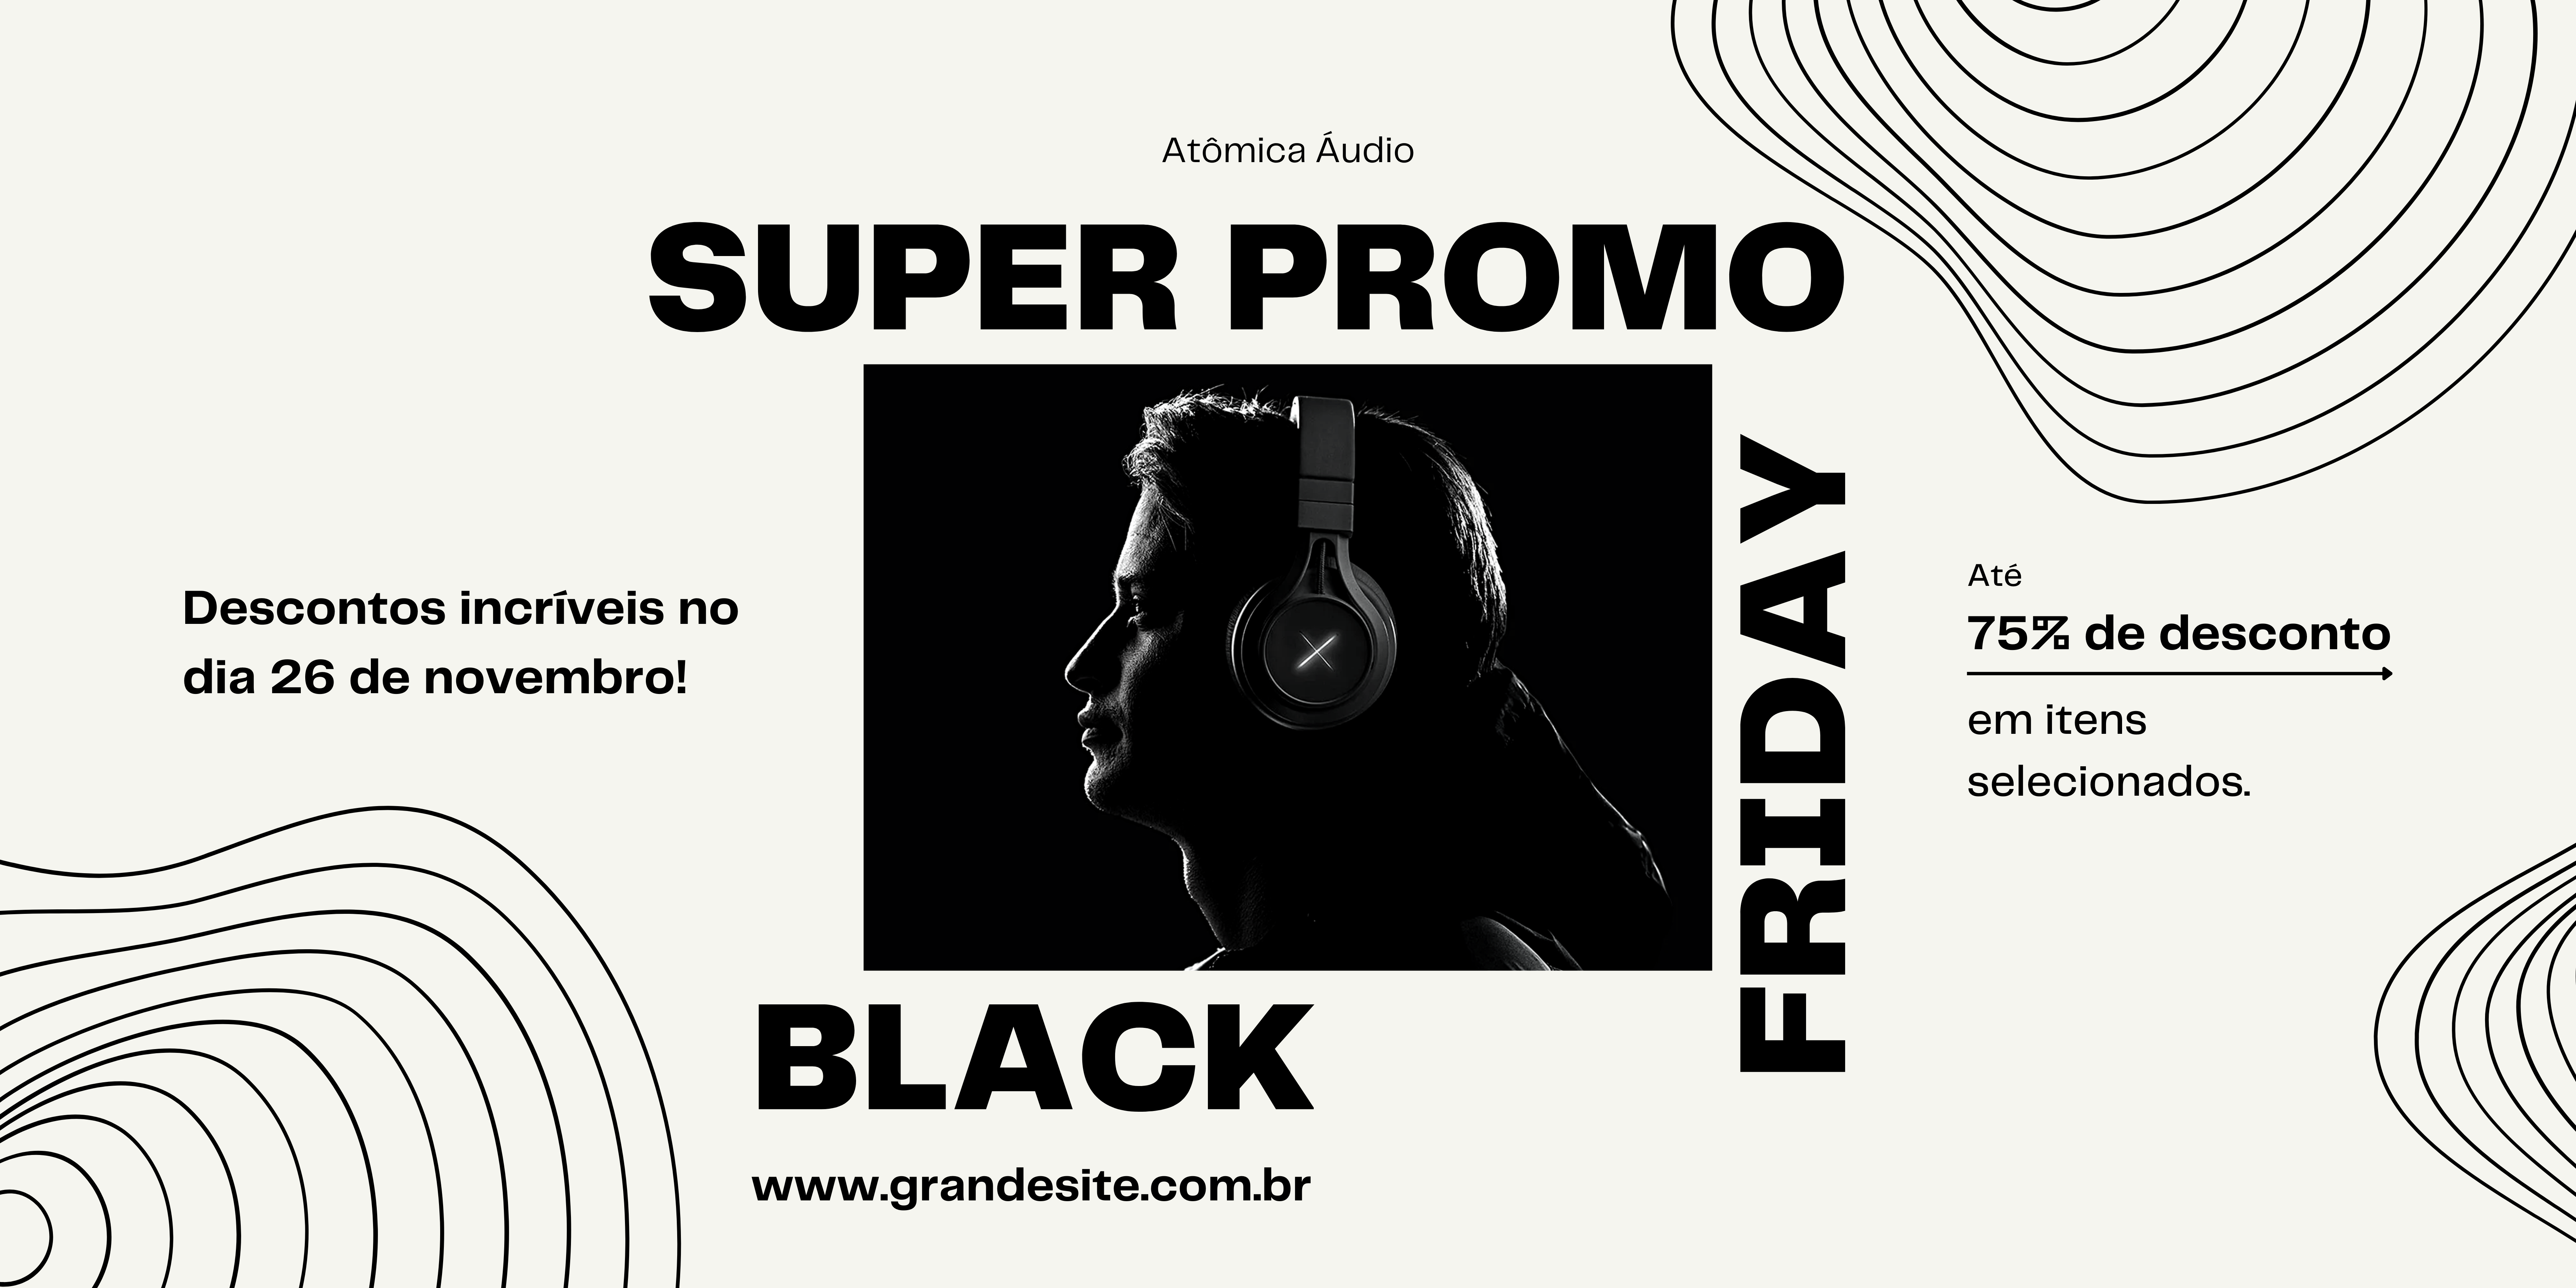 Atômica Áudio
SUPER PROMO
Descontos incríveis no
dia 26 de novembro!
FRIDAY
Até
75% de desconto
em itens
selecionados.
BLACK
www.grandesite.com.br